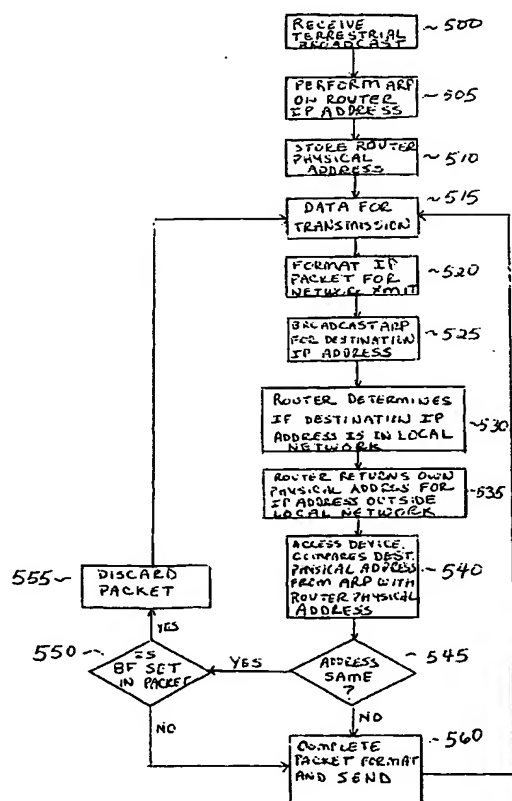 RECEIVE
TERRESTRIAL
BROADCAST
~500
PERFORM ARP
ON ROUTER
IP ADDRESS
~505
STORE ROUTER
PHYSICAL
ADDRESS
~510
DATA FOR
TRANSMISSION
~515
FORMAT IP
PACKET FOR
NETWORK XMIT
~520
BROADCAST ARP
FOR DESTINATION
IP ADDRESS
~525
ROUTER DETERMINES
IF DESTINATION IP
ADDRESS IS IN LOCAL
NETWORK
~530
ROUTER RETURNS OWN
PHYSICAL ADDRESS FOR
IP ADDRESS OUTSIDE
LOCAL NETWORK
~535
ACCESS DEVICE
COMPARES DEST.
PHYSICAL ADDRESS
FROM ARP WITH
ROUTER PHYSICAL
ADDRESS
~540
555~
DISCARD
PACKET
YES
550~
IS
BF SET
IN PACKET
YES
ADDRESS
SAME
?
~545
NO
NO
COMPLETE
PACKET FORMAT
AND SEND
~560